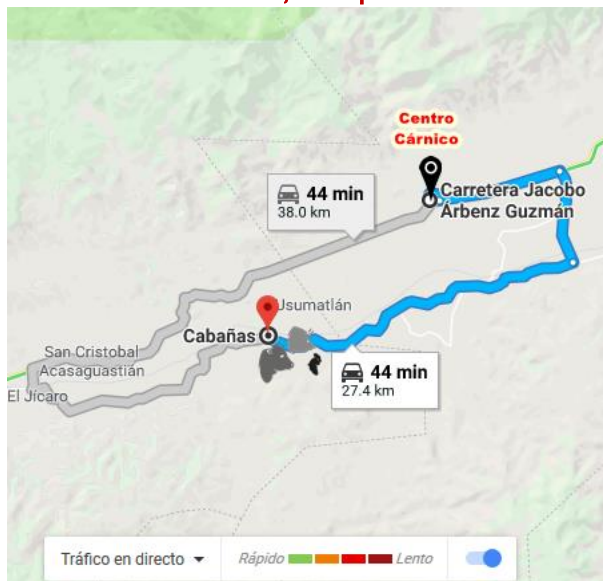 Centro
Cárnico
44 min
38.0 km
Carretera Jacobo
Árbenz Guzmán
Usumatlán
Cabañas
San Cristobal
Acasaguastián
El Jícaro
44 min
27.4 km
Tráfico en directo
Rápido
Lento